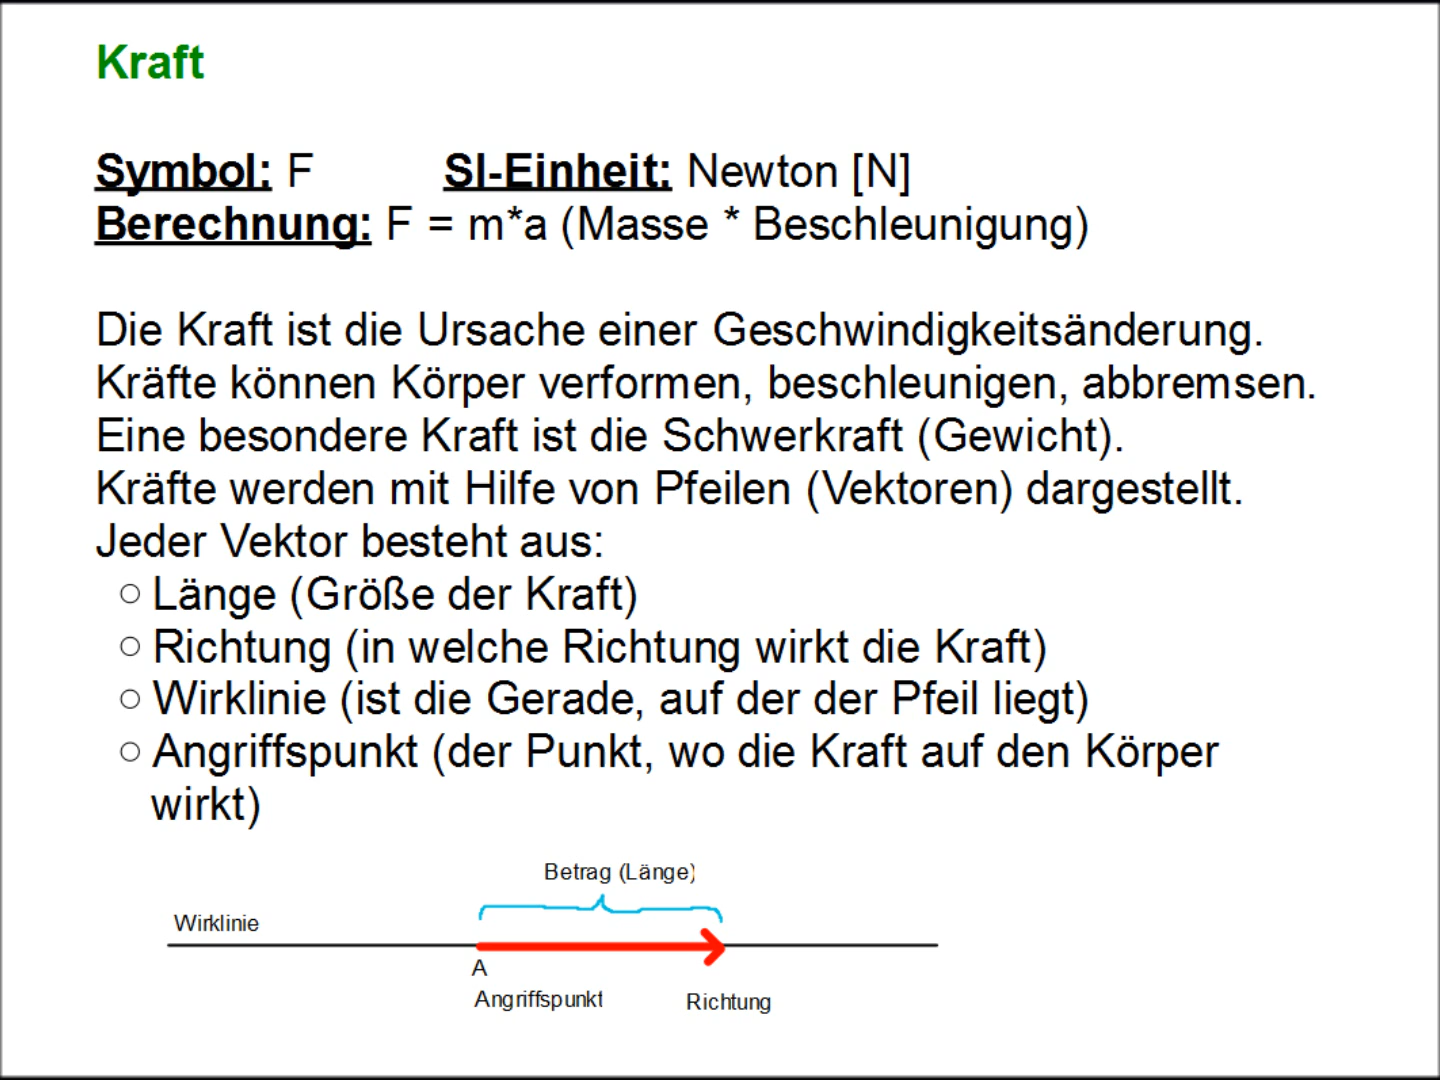 Kraft
Symbol: F SI-Einheit: Newton [N]
Berechnung: F = m*a (Masse * Beschleunigung)
Die Kraft ist die Ursache einer Geschwindigkeitsänderung.
Kräfte können Körper verformen, beschleunigen, abbremsen.
Eine besondere Kraft ist die Schwerkraft (Gewicht).
Kräfte werden mit Hilfe von Pfeilen (Vektoren) dargestellt.
Jeder Vektor besteht aus:
○ Länge (Größe der Kraft)
○ Richtung (in welche Richtung wirkt die Kraft)
○ Wirklinie (ist die Gerade, auf der der Pfeil liegt)
○ Angriffspunkt (der Punkt, wo die Kraft auf den Körper
wirkt)
Betrag (Länge)
Wirklinie
A
Angriffspunkt Richtung